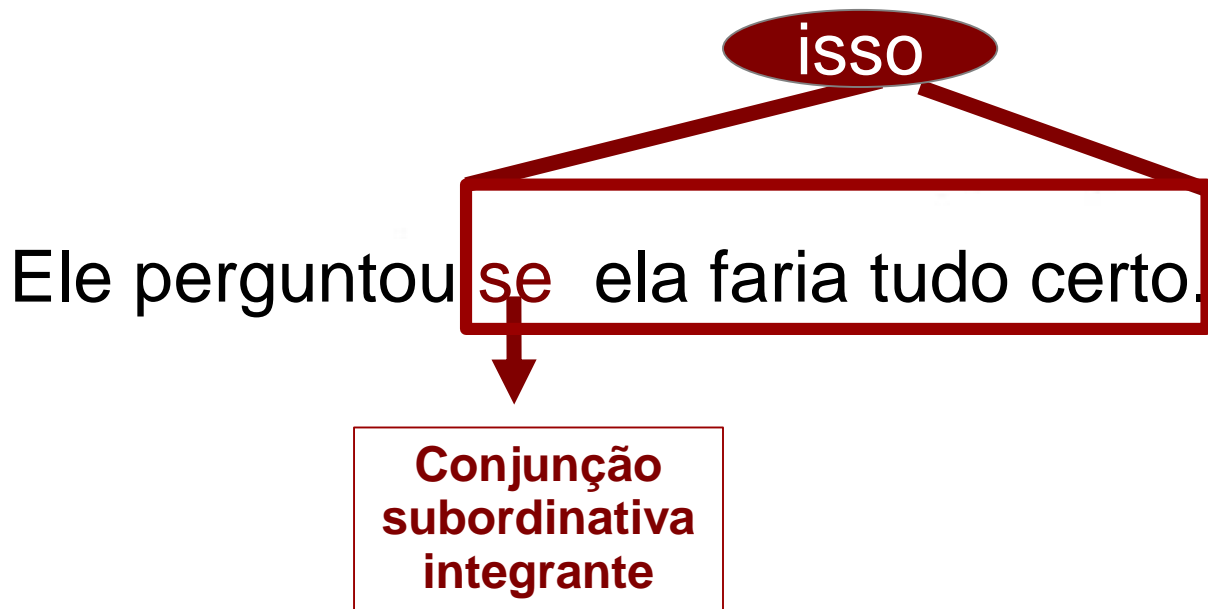 isso
Ele perguntou se ela faria tudo certo.
Conjunção
subordinativa
integrante